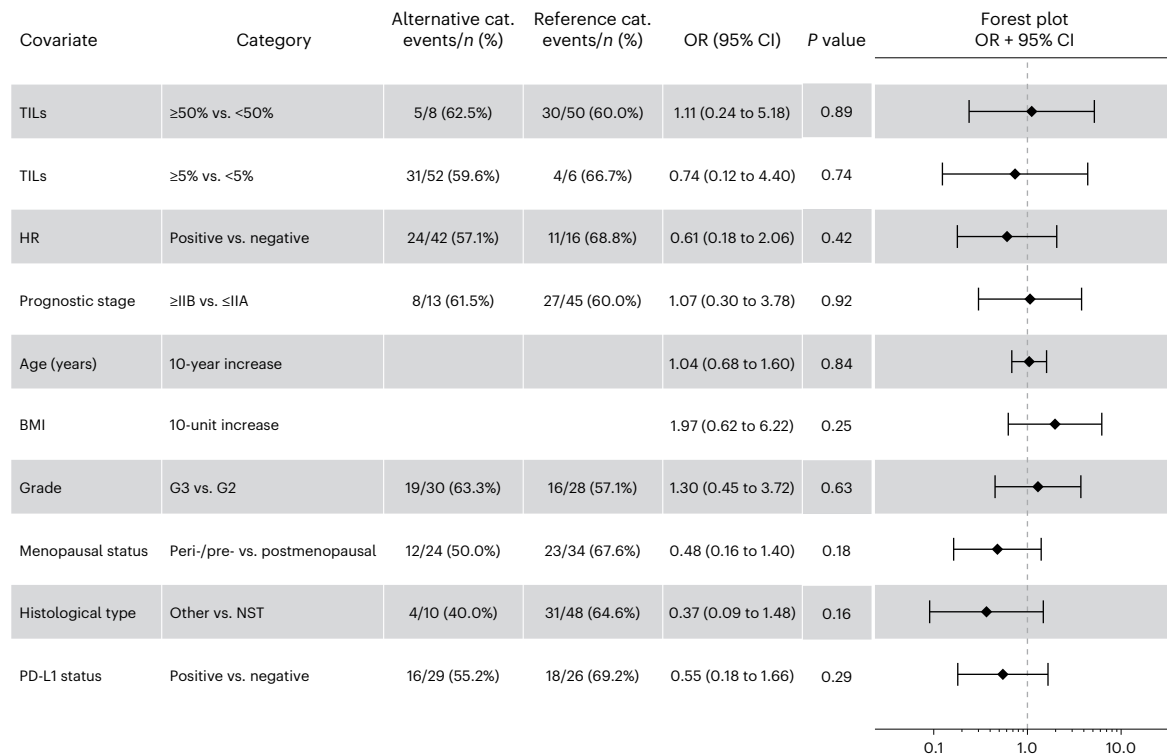 Covariate Category Alternative cat. events/n (%) Reference cat. events/n (%) OR (95% CI) P value Forest plot OR + 95% CI
TILs ≥50% vs. <50% 5/8 (62.5%) 30/50 (60.0%) 1.11 (0.24 to 5.18) 0.89
TILs ≥5% vs. <5% 31/52 (59.6%) 4/6 (66.7%) 0.74 (0.12 to 4.40) 0.74
HR Positive vs. negative 24/42 (57.1%) 11/16 (68.8%) 0.61 (0.18 to 2.06) 0.42
Prognostic stage ≥IIB vs. ≤IIA 8/13 (61.5%) 27/45 (60.0%) 1.07 (0.30 to 3.78) 0.92
Age (years) 10-year increase 1.04 (0.68 to 1.60) 0.84
BMI 10-unit increase 1.97 (0.62 to 6.22) 0.25
Grade G3 vs. G2 19/30 (63.3%) 16/28 (57.1%) 1.30 (0.45 to 3.72) 0.63
Menopausal status Peri-/pre- vs. postmenopausal 12/24 (50.0%) 23/34 (67.6%) 0.48 (0.16 to 1.40) 0.18
Histological type Other vs. NST 4/10 (40.0%) 31/48 (64.6%) 0.37 (0.09 to 1.48) 0.16
PD-L1 status Positive vs. negative 16/29 (55.2%) 18/26 (69.2%) 0.55 (0.18 to 1.66) 0.29
0.1 1.0 10.0